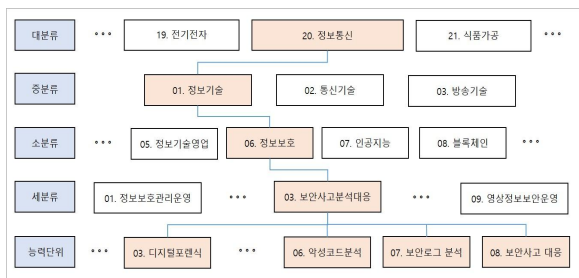 대분류 ∘∘∘ 19. 전기전자 20. 정보통신 21. 식품가공 ∘∘∘
중분류 01. 정보기술 02. 통신기술 03. 방송기술
소분류 ∘∘∘ 05. 정보기술영업 06. 정보보호 07. 인공지능 08. 블록체인 ∘∘∘
세분류 01. 정보보호관리운영 ∘∘∘ 03. 보안사고분석대응 ∘∘∘ 09. 영상정보보안운영
능력단위 ∘∘∘ 03. 디지털포렌식 ∘∘∘ 06. 악성코드분석 07. 보안로그 분석 08. 보안사고 대응